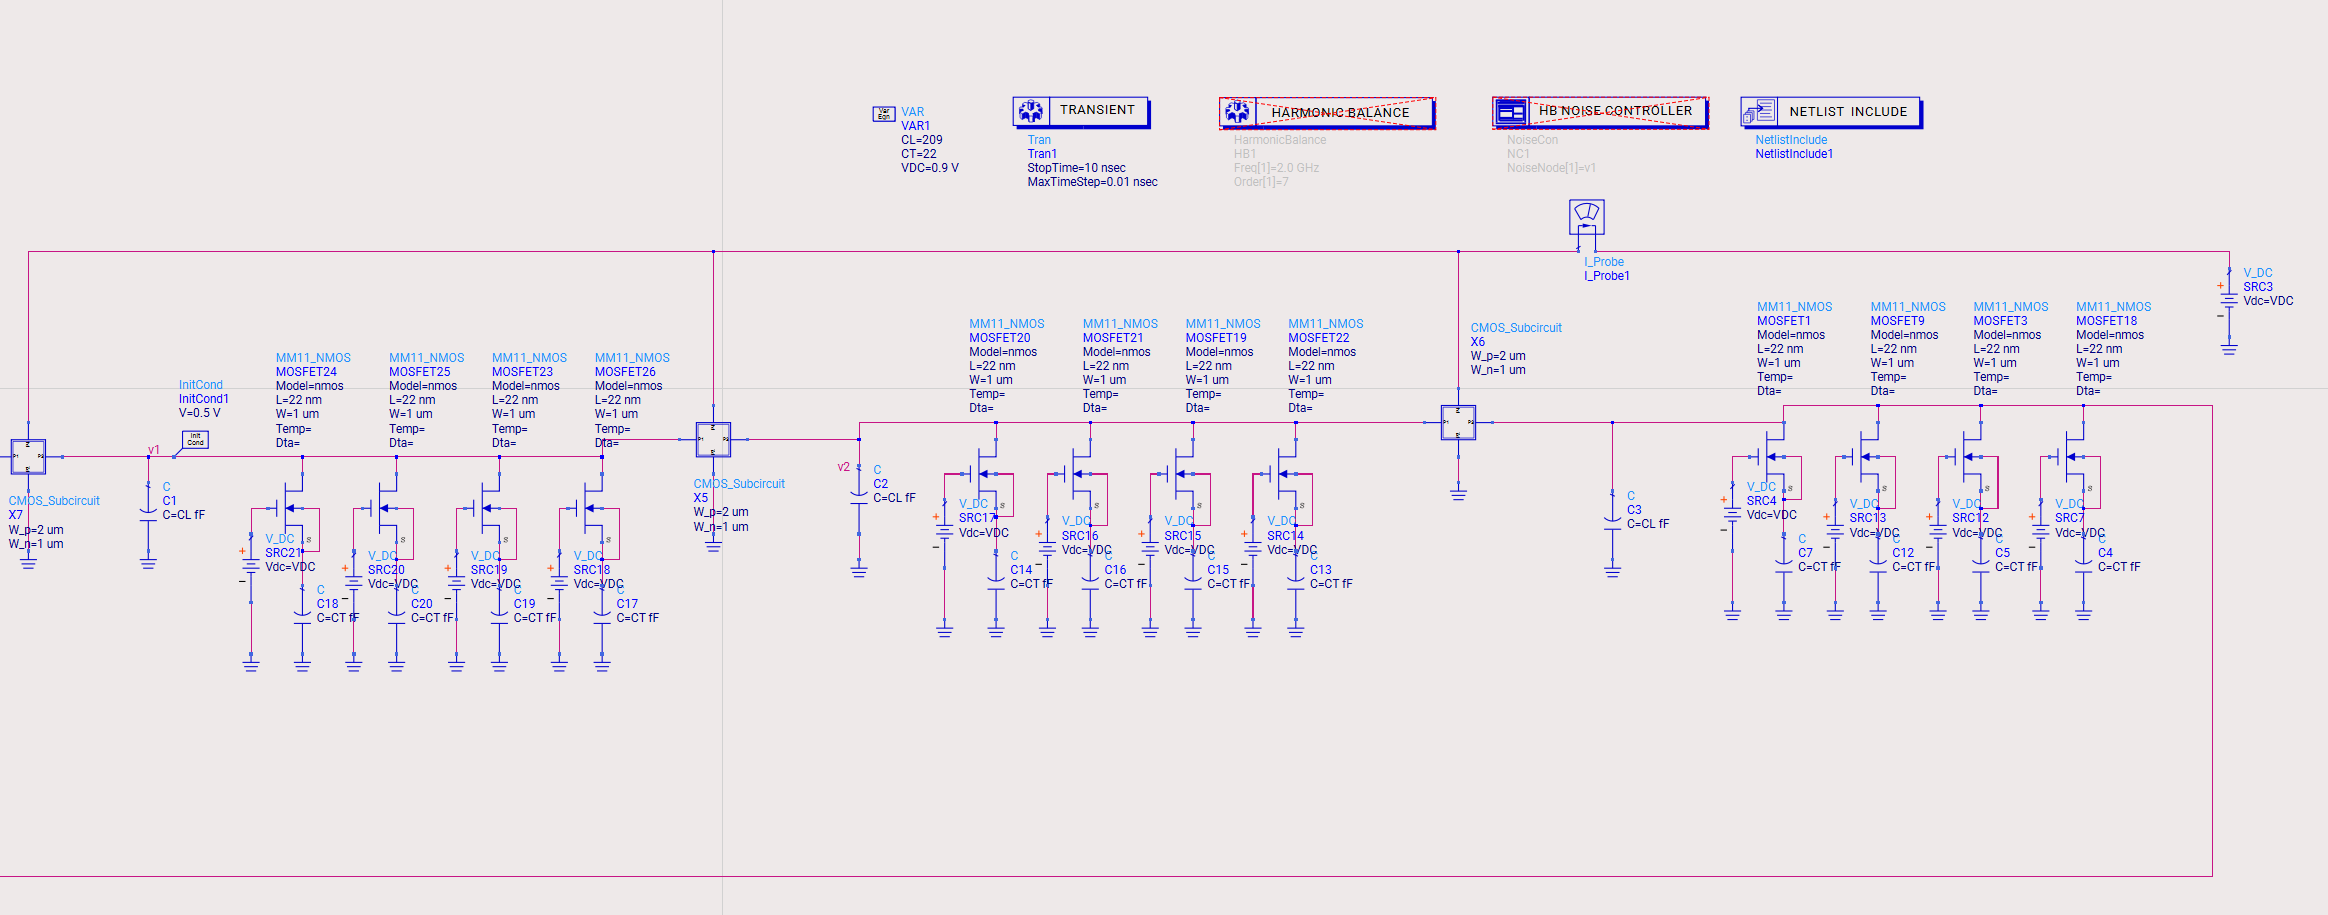 Var
Eqn
VAR
VAR1
CL=209
CT=22
VDC=0.9 V
TRANSIENT
Tran
Tran1
StopTime=10 nsec
MaxTimeStep=0.01 nsec
HARMONIC BALANCE
HarmonicBalance
HB1
Freq[1]=2.0 GHz
Order[1]=7
HB NOISE CONTROLLER
NoiseCon
NC1
NoiseNode[1]=v1
NETLIST INCLUDE
NetlistInclude
NetlistInclude1
I_Probe
I_Probe1
V_DC
SRC3
Vdc=VDC
CMOS_Subcircuit
X7
W_p=2 um
W_n=1 um
v1
C
C1
C=CL fF
InitCond
InitCond1
V=0.5 V
Init
Cond
MM11_NMOS
MOSFET24
Model=nmos
L=22 nm
W=1 um
Temp=
Dta=
MM11_NMOS
MOSFET25
Model=nmos
L=22 nm
W=1 um
Temp=
Dta=
MM11_NMOS
MOSFET23
Model=nmos
L=22 nm
W=1 um
Temp=
Dta=
MM11_NMOS
MOSFET26
Model=nmos
L=22 nm
W=1 um
Temp=
Dta=
V_DC
SRC21
Vdc=VDC
C
C18
C=CT fF
V_DC
SRC20
Vdc=VDC
C
C20
C=CT fF
V_DC
SRC19
Vdc=VDC
C
C19
C=CT fF
V_DC
SRC18
Vdc=VDC
C
C17
C=CT fF
P1
P2
CMOS_Subcircuit
X5
W_p=2 um
W_n=1 um
v2
C
C2
C=CL fF
MM11_NMOS
MOSFET20
Model=nmos
L=22 nm
W=1 um
Temp=
Dta=
MM11_NMOS
MOSFET21
Model=nmos
L=22 nm
W=1 um
Temp=
Dta=
MM11_NMOS
MOSFET19
Model=nmos
L=22 nm
W=1 um
Temp=
Dta=
MM11_NMOS
MOSFET22
Model=nmos
L=22 nm
W=1 um
Temp=
Dta=
V_DC
SRC17
Vdc=VDC
C
C14
C=CT fF
V_DC
SRC16
Vdc=VDC
C
C16
C=CT fF
V_DC
SRC15
Vdc=VDC
C
C15
C=CT fF
V_DC
SRC14
Vdc=VDC
C
C13
C=CT fF
CMOS_Subcircuit
X6
W_p=2 um
W_n=1 um
P1
P2
C
C3
C=CL fF
MM11_NMOS
MOSFET1
Model=nmos
L=22 nm
W=1 um
Temp=
Dta=
MM11_NMOS
MOSFET9
Model=nmos
L=22 nm
W=1 um
Temp=
Dta=
MM11_NMOS
MOSFET3
Model=nmos
L=22 nm
W=1 um
Temp=
Dta=
MM11_NMOS
MOSFET18
Model=nmos
L=22 nm
W=1 um
Temp=
Dta=
V_DC
SRC4
Vdc=VDC
C
C7
C=CT fF
V_DC
SRC13
Vdc=VDC
C
C12
C=CT fF
V_DC
SRC12
Vdc=VDC
C
C5
C=CT fF
V_DC
SRC7
Vdc=VDC
C
C4
C=CT fF